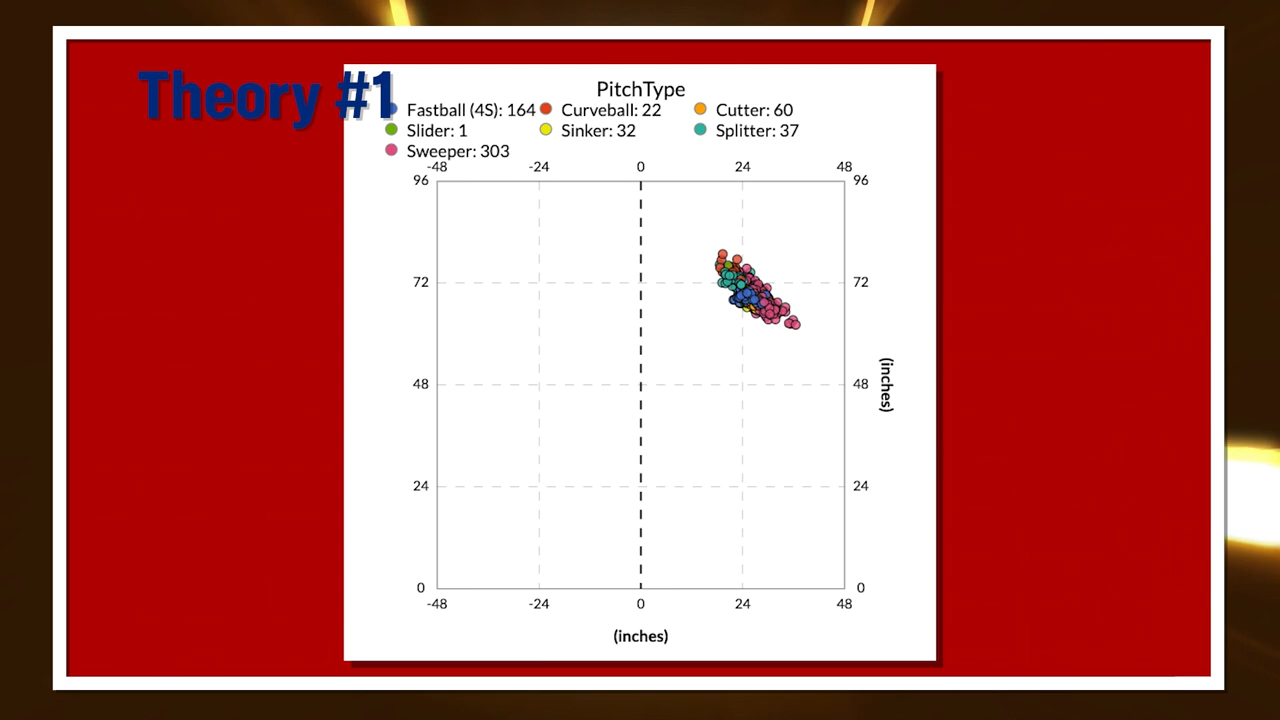 Theory #1
PitchType
Fastball (4S): 164 Curveball: 22 Cutter: 60
Slider: 1 Sinker: 32 Splitter: 37
Sweeper: 303
-48 -24 0 24 48
96 96
72 72
48 48
(inches)
24 24
0 0
-48 -24 0 24 48
(inches)